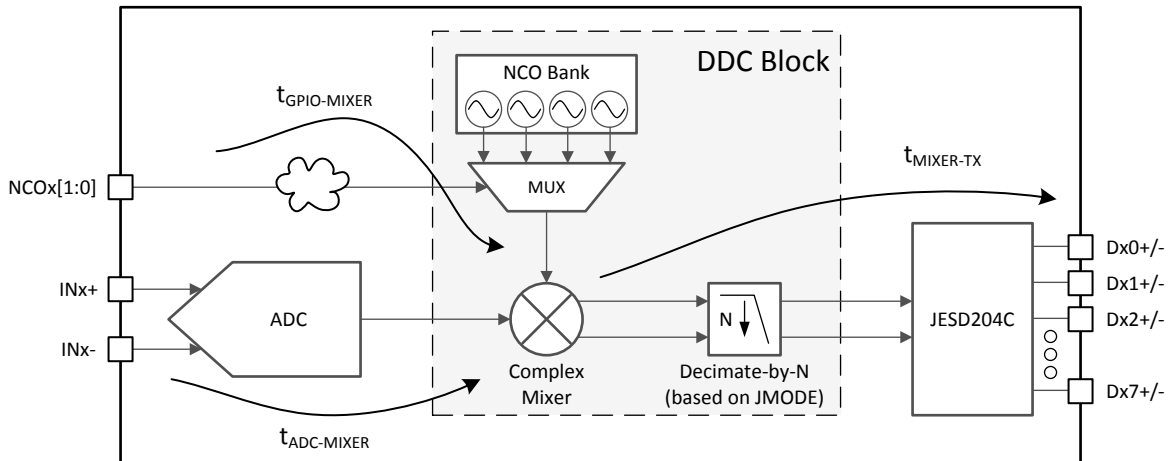 NCO Bank
DDC Block
tGPIO-MIXER
tMIXER-TX
NCOx[1:0]
MUX
Dx0+/-
INx+
Dx1+/-
ADC
N
JESD204C
Dx2+/-
INx-
Complex
Mixer
Decimate-by-N
(based on JMODE)
Dx7+/-
tADC-MIXER